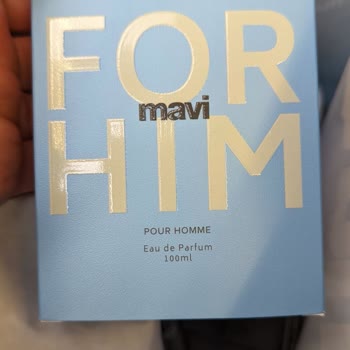 FOR
mavi
HIM
POUR HOMME
Eau de Parfum
100ml